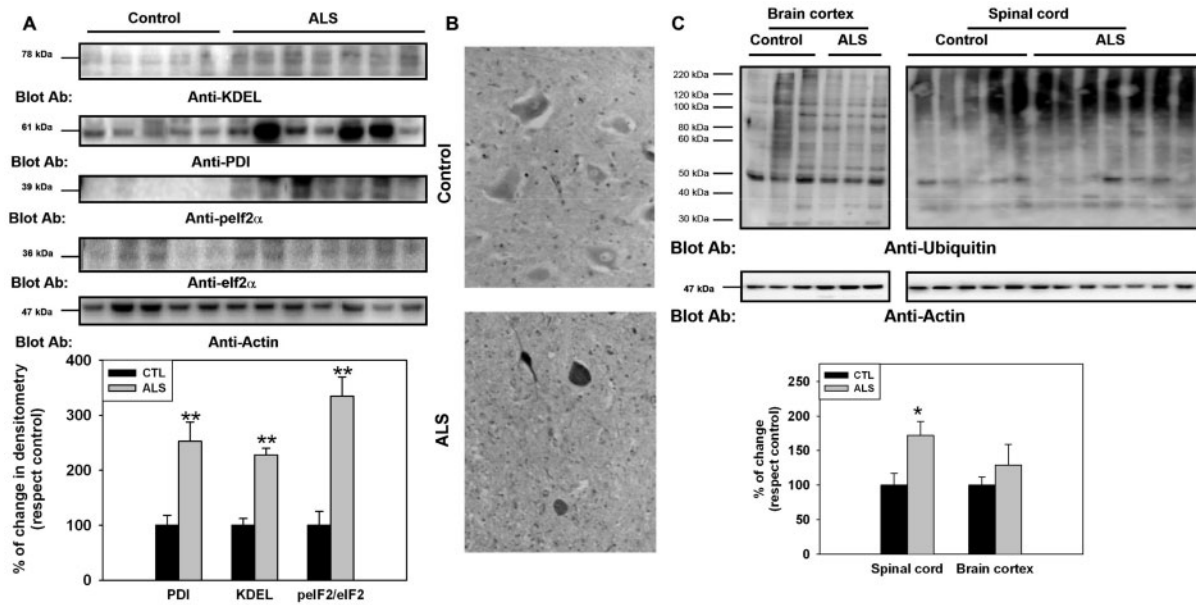 A
Control ALS
78 kDa
Blot Ab: Anti-KDEL
61 kDa
Blot Ab: Anti-PDI
39 kDa
Blot Ab: Anti-peIf2α
36 kDa
Blot Ab: Anti-eIf2α
47 kDa
Blot Ab: Anti-Actin
% of change in densitometry
(respect control)
400
300
200
100
0
CTL
ALS
** ** **
PDI KDEL peIF2/eIF2
B
Control
ALS
C
Brain cortex Spinal cord
Control ALS Control ALS
220 kDa
120 kDa
100 kDa
80 kDa
60 kDa
50 kDa
40 kDa
30 kDa
Blot Ab: Anti-Ubiquitin
47 kDa
Blot Ab: Anti-Actin
% of change
(respect control)
250
200
150
100
50
0
CTL
ALS
*
Spinal cord Brain cortex